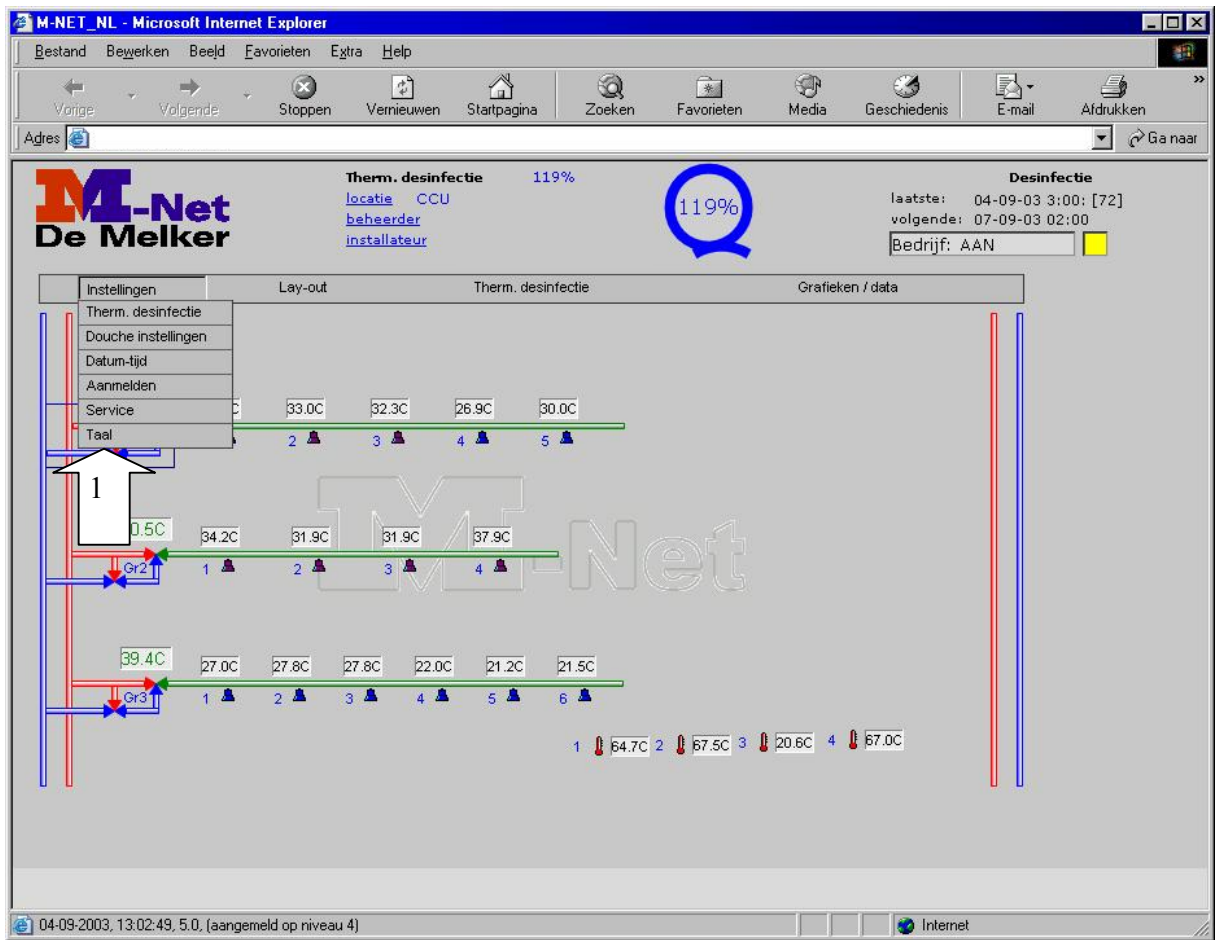 M-NET_NL - Microsoft Internet Explorer
Bestand Bewerken Beeld Favorieten Extra Help
Vorige Volgende Stoppen Vernieuwen Startpagina Zoeken Favorieten Media Geschiedenis E-mail Afdrukken »
Adres Ga naar
M-Net
De Melker
Therm. desinfectie 119%
locatie CCU
beheerder
installateur
119%
Desinfectie
laatste: 04-09-03 3:00: [72]
volgende: 07-09-03 02:00
Bedrijf: AAN
Instellingen Lay-out Therm. desinfectie Grafieken / data
Therm. desinfectie
Douche instellingen
Datum-tijd
Aanmelden
Service
Taal
33.0C 32.3C 26.9C 30.0C
2 3 4 5
1
M-Net
0.5C 34.2C 31.9C 31.9C 37.9C
Gr2 1 2 3 4
39.4C 27.0C 27.8C 27.8C 22.0C 21.2C 21.5C
Gr3 1 2 3 4 5 6
1 64.7C 2 67.5C 3 20.6C 4 67.0C
04-09-2003, 13:02:49, 5.0, (aangemeld op niveau 4) Internet